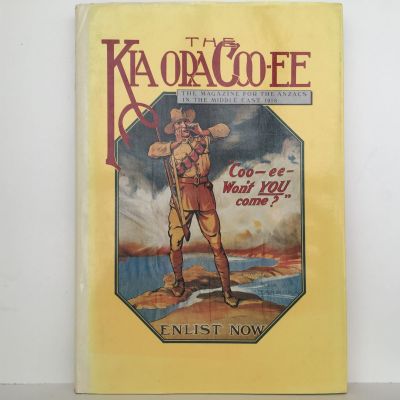 THE
KIA ORA COO-EE
THE MAGAZINE FOR THE ANZACS
IN THE MIDDLE EAST, 1918
"Coo—ee—
Won't YOU
come?"
ENLIST NOW